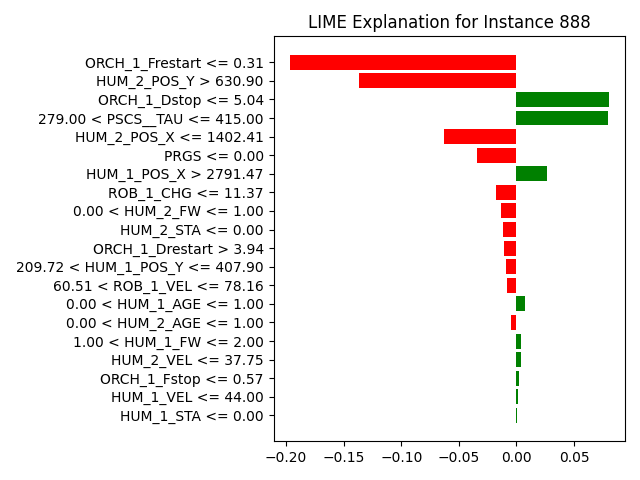 LIME Explanation for Instance 888
ORCH_1_Frestart <= 0.31
HUM_2_POS_Y > 630.90
ORCH_1_Dstop <= 5.04
279.00 < PSCS__TAU <= 415.00
HUM_2_POS_X <= 1402.41
PRGS <= 0.00
HUM_1_POS_X > 2791.47
ROB_1_CHG <= 11.37
0.00 < HUM_2_FW <= 1.00
HUM_2_STA <= 0.00
ORCH_1_Drestart > 3.94
209.72 < HUM_1_POS_Y <= 407.90
60.51 < ROB_1_VEL <= 78.16
0.00 < HUM_1_AGE <= 1.00
0.00 < HUM_2_AGE <= 1.00
1.00 < HUM_1_FW <= 2.00
HUM_2_VEL <= 37.75
ORCH_1_Fstop <= 0.57
HUM_1_VEL <= 44.00
HUM_1_STA <= 0.00
−0.20 −0.15 −0.10 −0.05 0.00 0.05